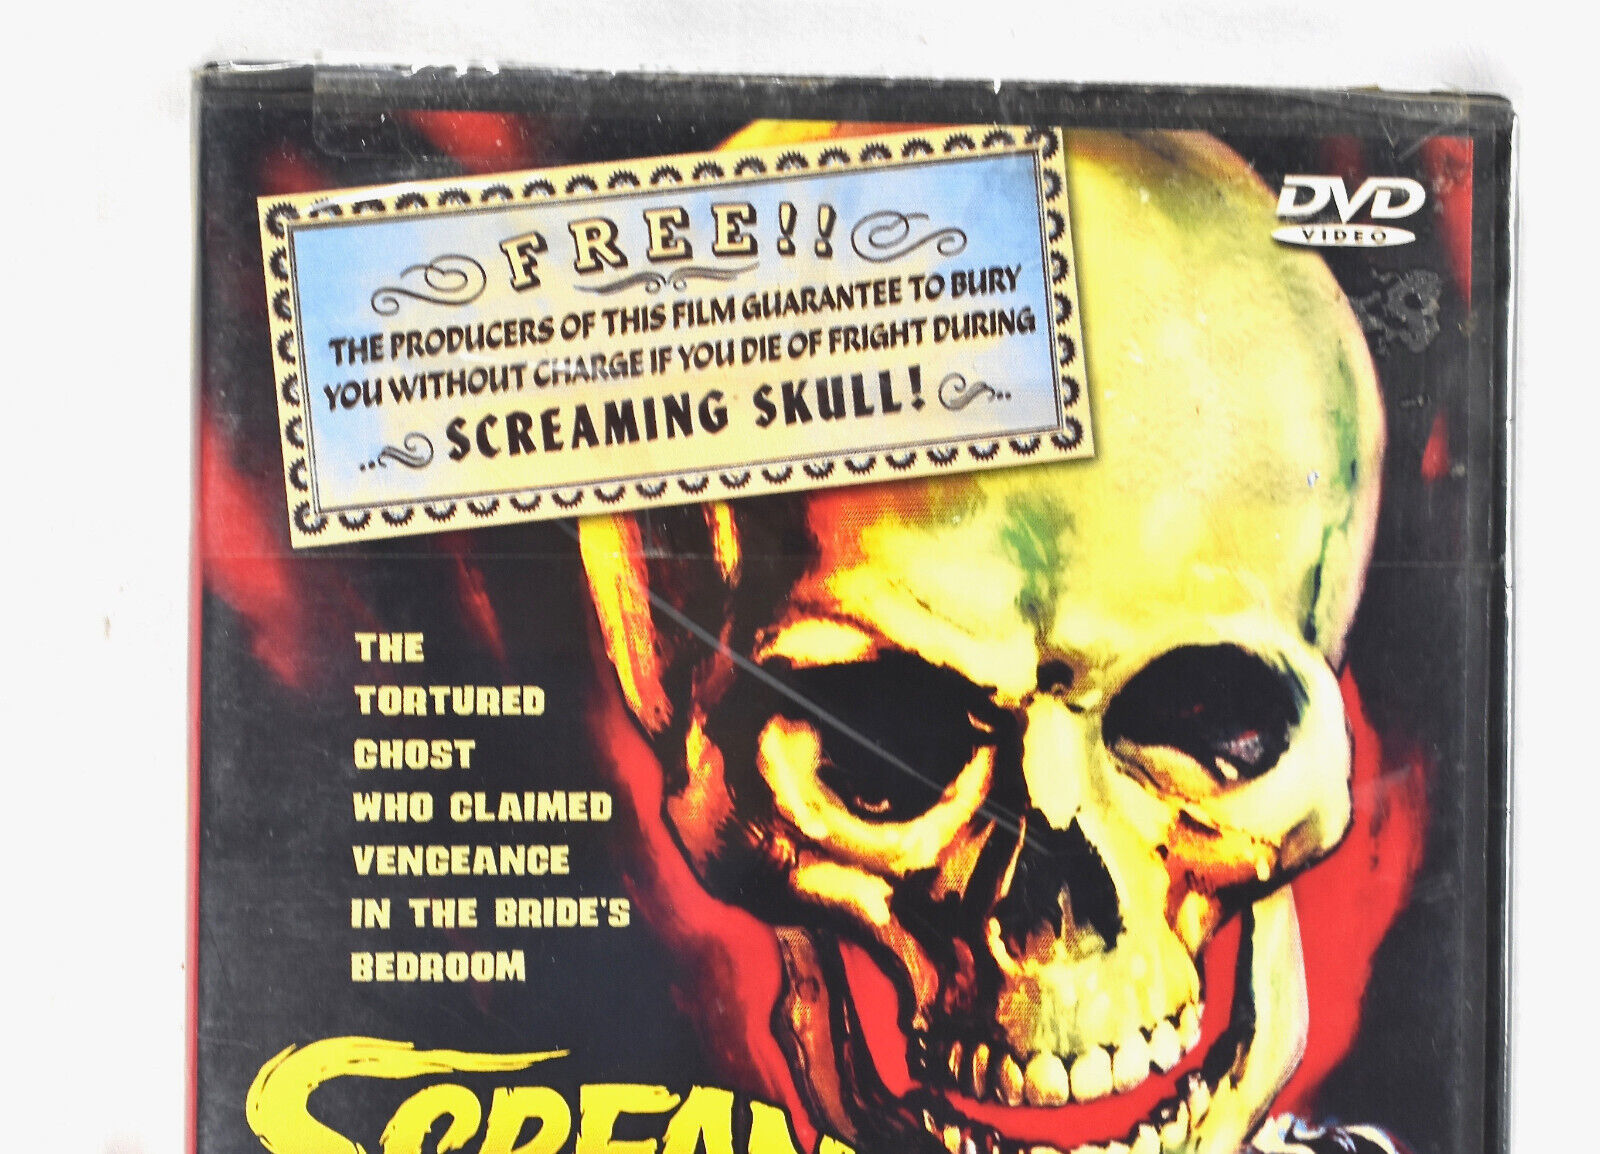 FREE!!
THE PRODUCERS OF THIS FILM GUARANTEE TO BURY
YOU WITHOUT CHARGE IF YOU DIE OF FRIGHT DURING
..SCREAMING SKULL!..
DVD
VIDEO
THE
TORTURED
GHOST
WHO CLAIMED
VENGEANCE
IN THE BRIDE'S
BEDROOM
SCREAM